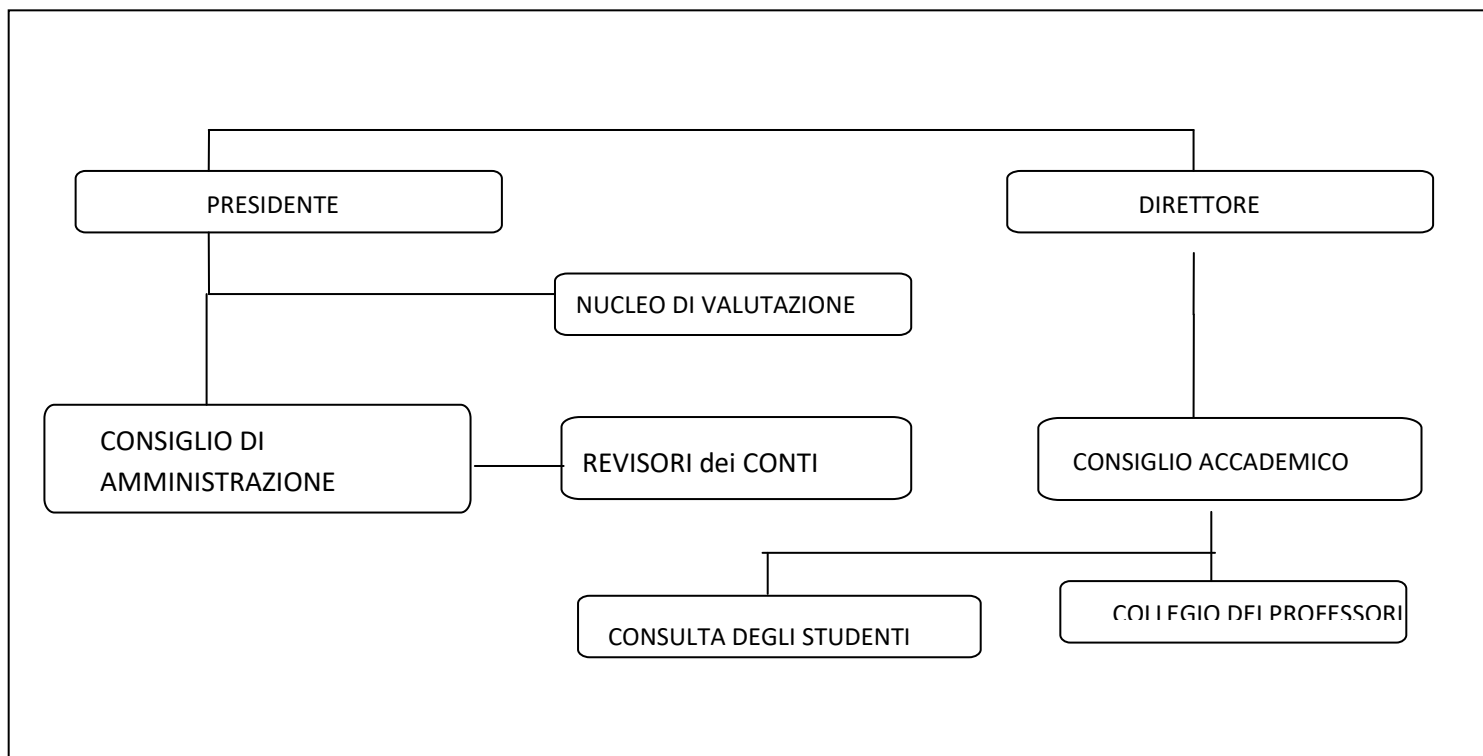 PRESIDENTE
DIRETTORE
NUCLEO DI VALUTAZIONE
CONSIGLIO DI
AMMINISTRAZIONE
REVISORI dei CONTI
CONSIGLIO ACCADEMICO
CONSULTA DEGLI STUDENTI
COLLEGIO DEI PROFESSORI